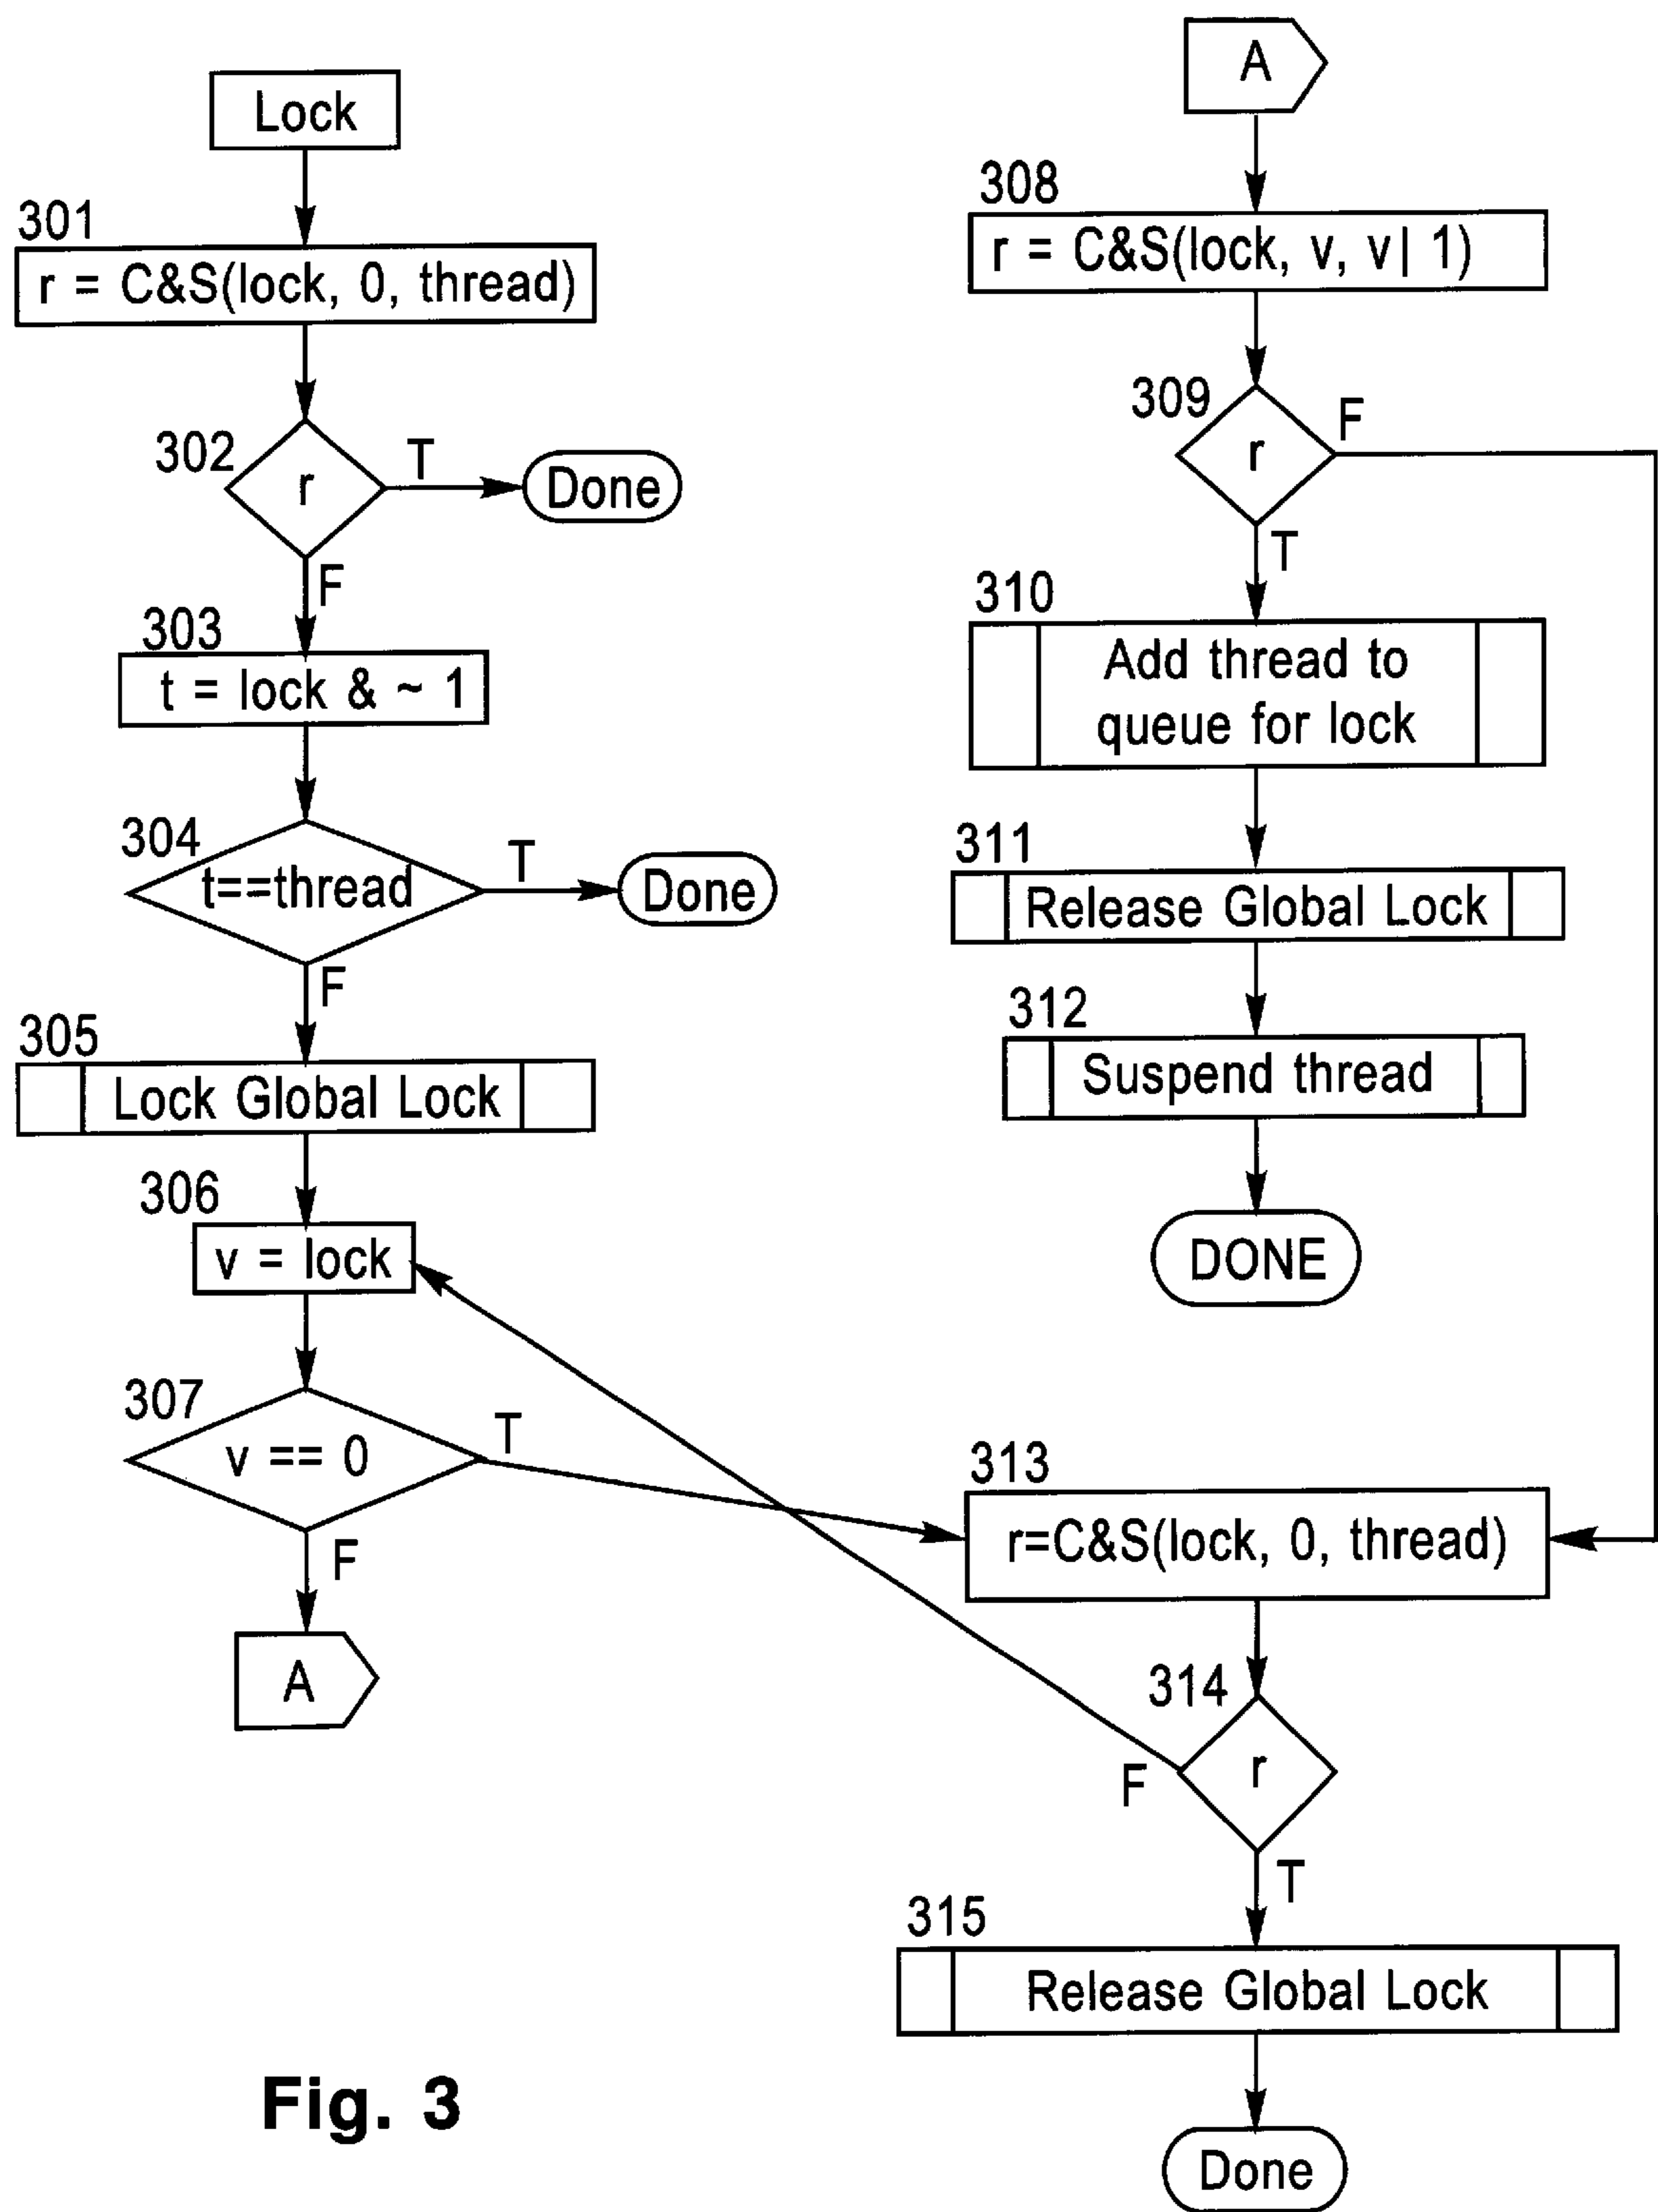 Lock
301
r = C&S(lock, 0, thread)
302
r
T
Done
F
303
t = lock & ~ 1
304
t==thread
T
Done
F
305
Lock Global Lock
306
v = lock
307
v == 0
T
F
A
A
308
r = C&S(lock, v, v| 1)
309
r
F
T
310
Add thread to
queue for lock
311
Release Global Lock
312
Suspend thread
DONE
313
r=C&S(lock, 0, thread)
314
r
F
T
315
Release Global Lock
Done
Fig. 3